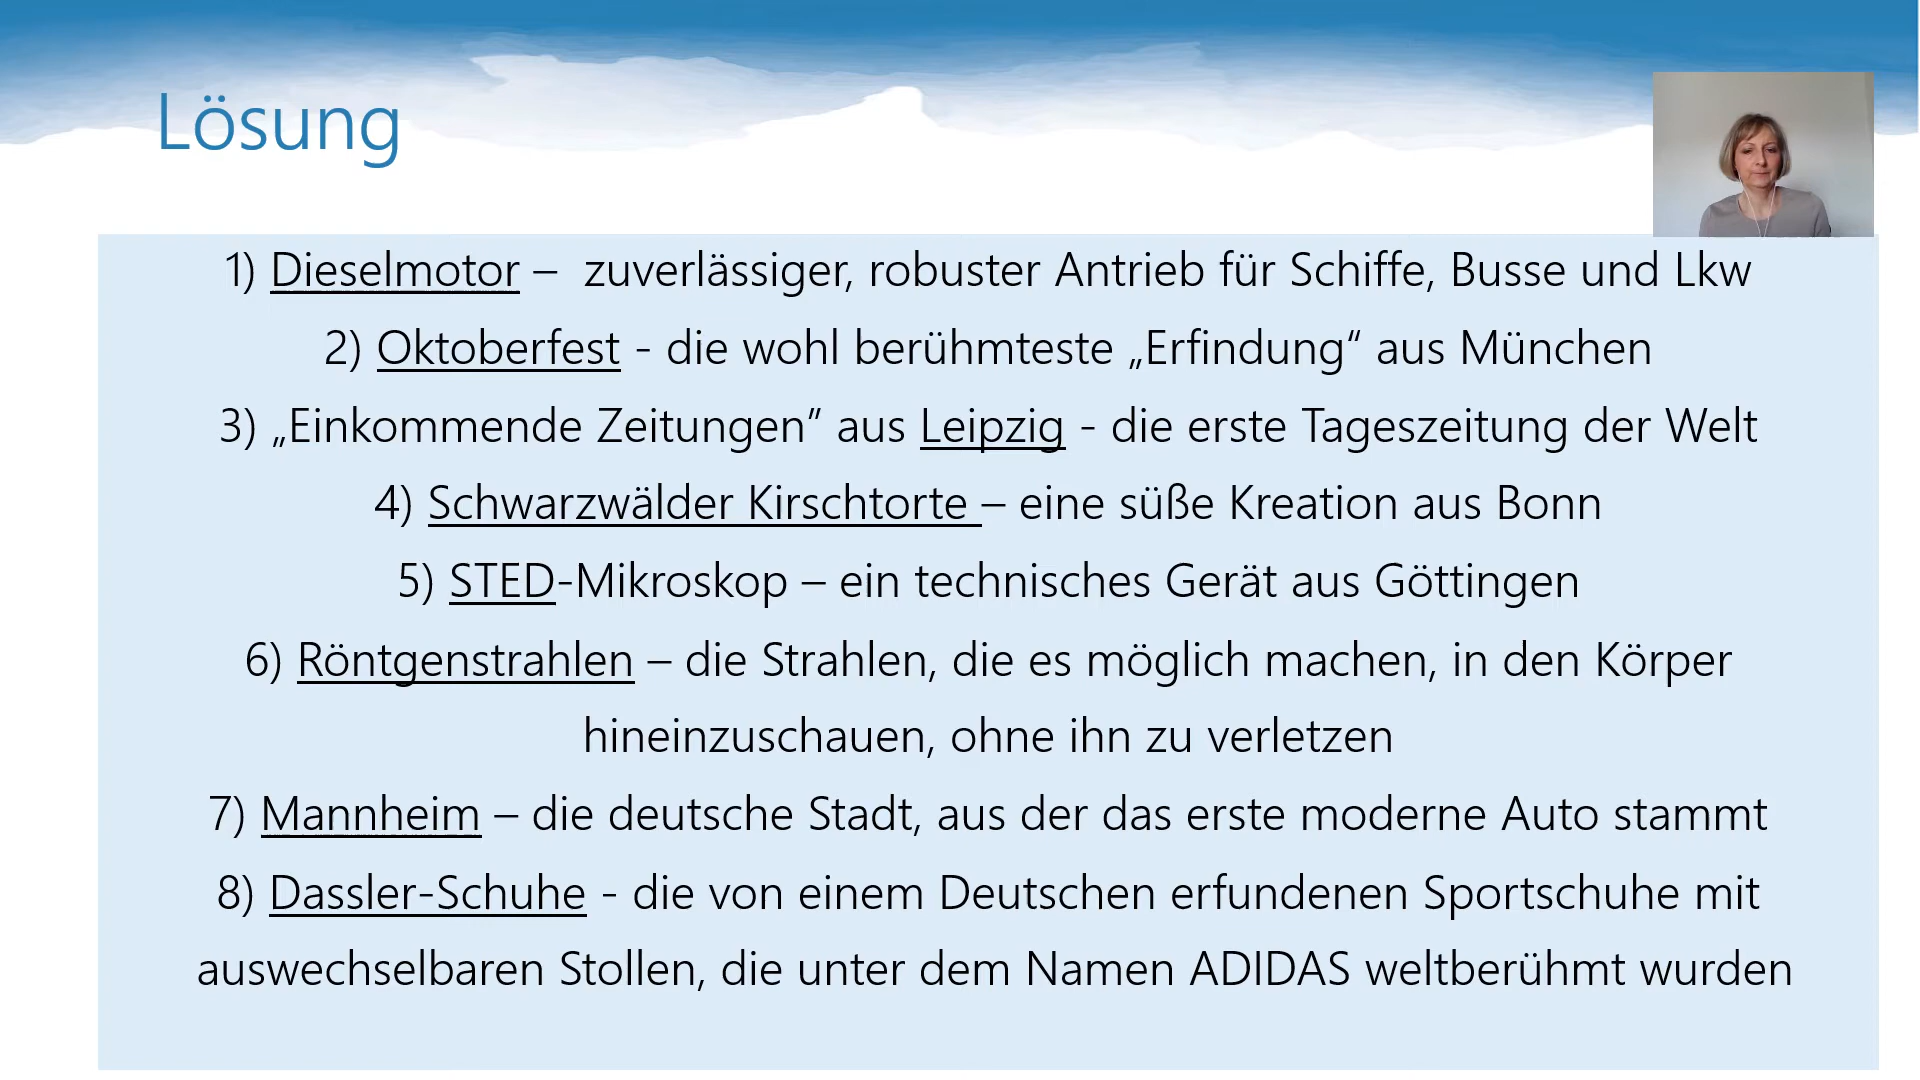 Lösung
1) Dieselmotor –  zuverlässiger, robuster Antrieb für Schiffe, Busse und Lkw
2) Oktoberfest - die wohl berühmteste „Erfindung“ aus München
3) „Einkommende Zeitungen” aus Leipzig - die erste Tageszeitung der Welt
4) Schwarzwälder Kirschtorte – eine süße Kreation aus Bonn
5) STED-Mikroskop – ein technisches Gerät aus Göttingen
6) Röntgenstrahlen – die Strahlen, die es möglich machen, in den Körper
hineinzuschauen, ohne ihn zu verletzen
7) Mannheim – die deutsche Stadt, aus der das erste moderne Auto stammt
8) Dassler-Schuhe - die von einem Deutschen erfundenen Sportschuhe mit
auswechselbaren Stollen, die unter dem Namen ADIDAS weltberühmt wurden